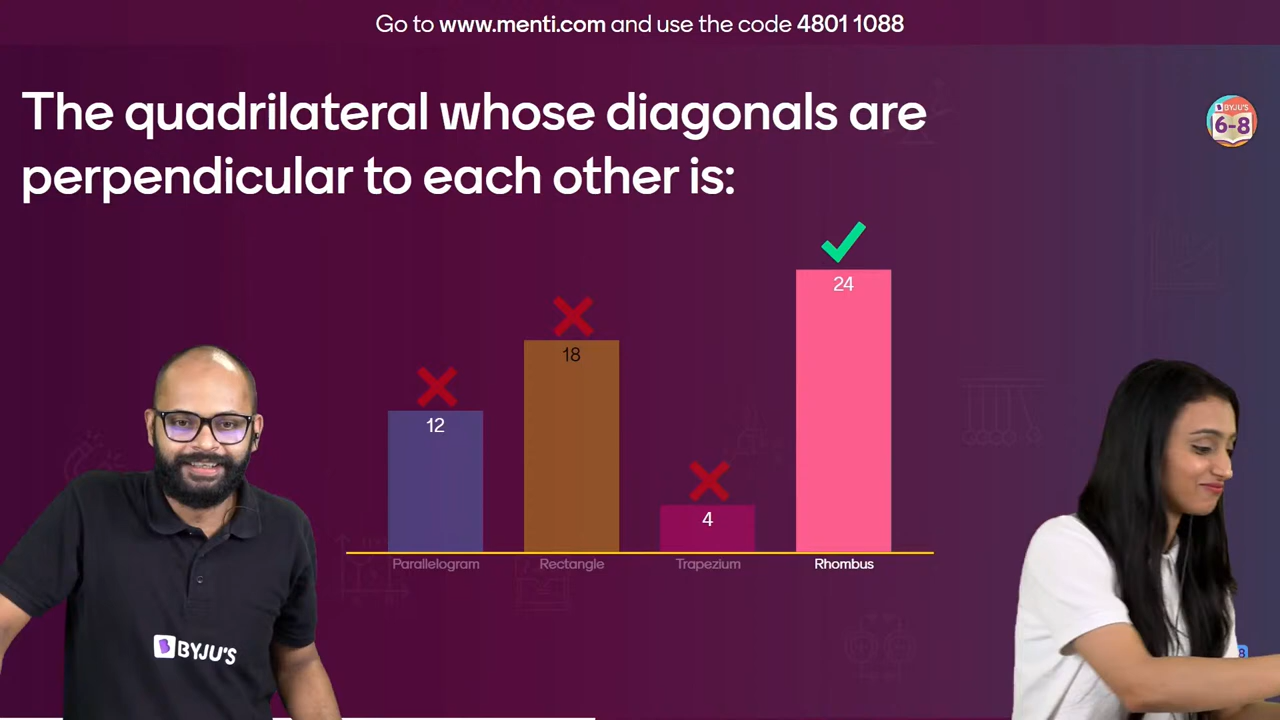 Go to www.menti.com and use the code 4801 1088
The quadrilateral whose diagonals are
perpendicular to each other is:
BYJU'S
6-8
24
18
12
4
Parallelogram Rectangle Trapezium Rhombus
BYJU'S
8